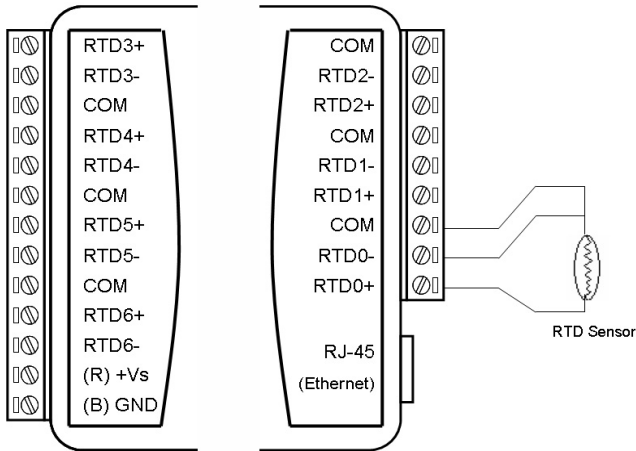 RTD3+
RTD3-
COM
RTD4+
RTD4-
COM
RTD5+
RTD5-
COM
RTD6+
RTD6-
(R) +Vs
(B) GND
COM
RTD2-
RTD2+
COM
RTD1-
RTD1+
COM
RTD0-
RTD0+
RJ-45
(Ethernet)
RTD Sensor